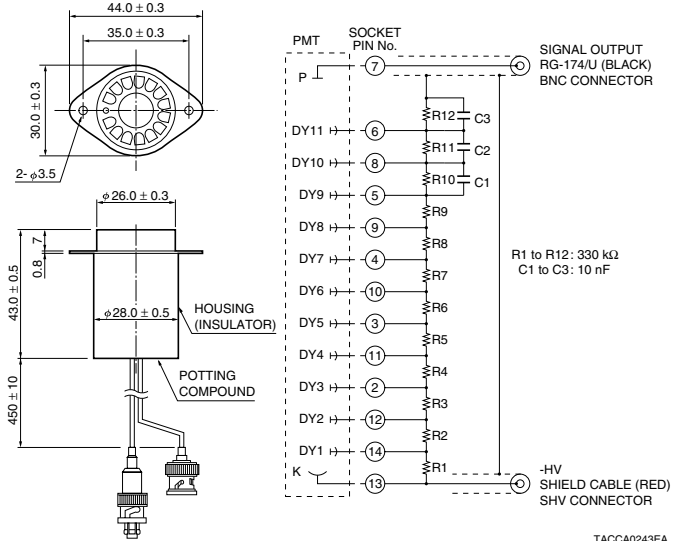 44.0 ± 0.3
35.0 ± 0.3
30.0 ± 0.3
2- φ3.5
φ26.0 ± 0.3
7
0.8
43.0 ± 0.5
φ28.0 ± 0.5
HOUSING
(INSULATOR)
POTTING
COMPOUND
450 ± 10
PMT
SOCKET
PIN No.
P
7
SIGNAL OUTPUT
RG-174/U (BLACK)
BNC CONNECTOR
R12
C3
DY11
6
R11
C2
DY10
8
R10
C1
DY9
5
R9
DY8
9
R8
DY7
4
R7
DY6
10
R6
DY5
3
R5
DY4
11
R4
DY3
2
R3
DY2
12
R2
DY1
14
R1
K
13
R1 to R12: 330 kΩ
C1 to C3: 10 nF
-HV
SHIELD CABLE (RED)
SHV CONNECTOR
TACCA0243EA